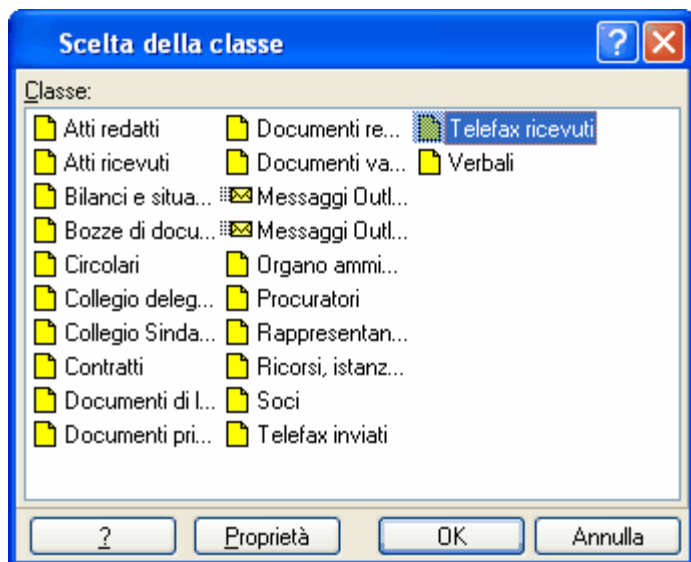 Scelta della classe
Classe:
Atti redatti
Atti ricevuti
Bilanci e situa...
Bozze di docu...
Circolari
Collegio deleg...
Collegio Sinda...
Contratti
Documenti di l...
Documenti pri...
Documenti re...
Documenti va...
Messaggi Outl...
Messaggi Outl...
Organo ammi...
Procuratori
Rappresentan...
Ricorsi, istanz...
Soci
Telefax inviati
Telefax ricevuti
Verbali
?
Proprietà
OK
Annulla